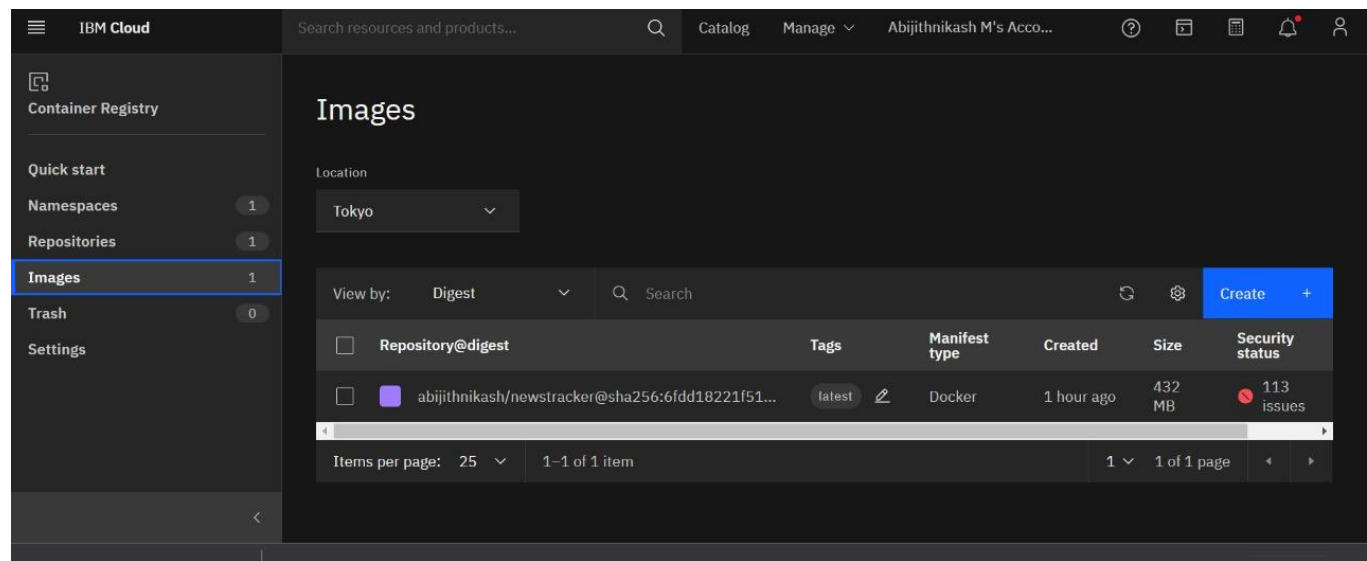 IBM Cloud
Search resources and products...
Catalog
Manage
Abijithnikash M's Acco...
Container Registry
Quick start
Namespaces 1
Repositories 1
Images 1
Trash 0
Settings
Images
Location
Tokyo
View by: Digest
Search
Create +
Repository@digest Tags Manifest type Created Size Security status
abijithnikash/newstracker@sha256:6fdd18221f51... latest Docker 1 hour ago 432 MB 113 issues
Items per page: 25 1–1 of 1 item 1 1 of 1 page